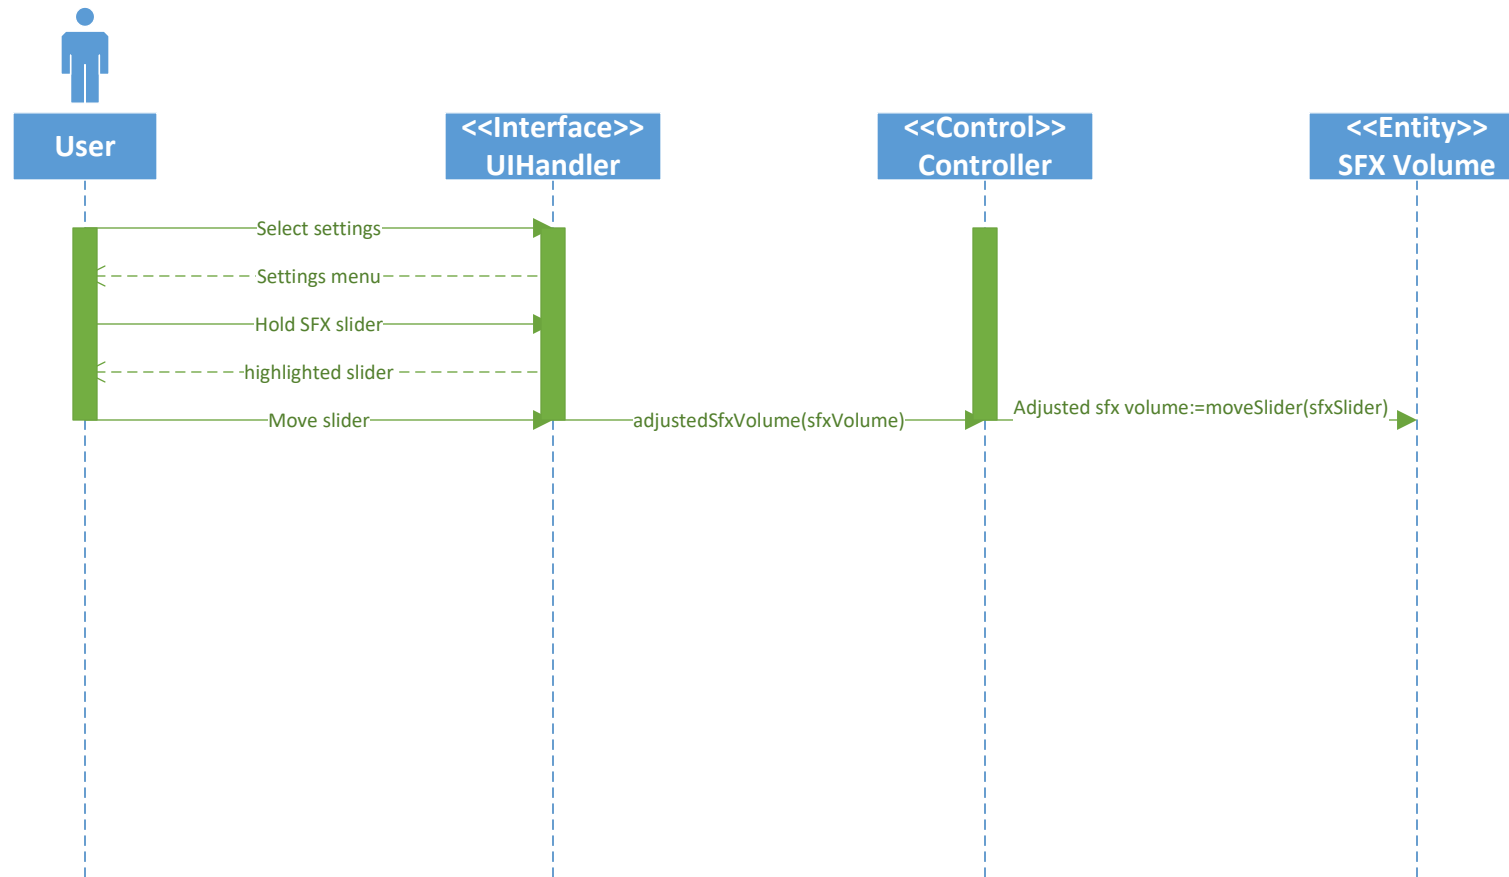 User
<<Interface>>
UIHandler
<<Control>>
Controller
<<Entity>>
SFX Volume
Select settings
Settings menu
Hold SFX slider
highlighted slider
Move slider
adjustedSfxVolume(sfxVolume)
Adjusted sfx volume:=moveSlider(sfxSlider)